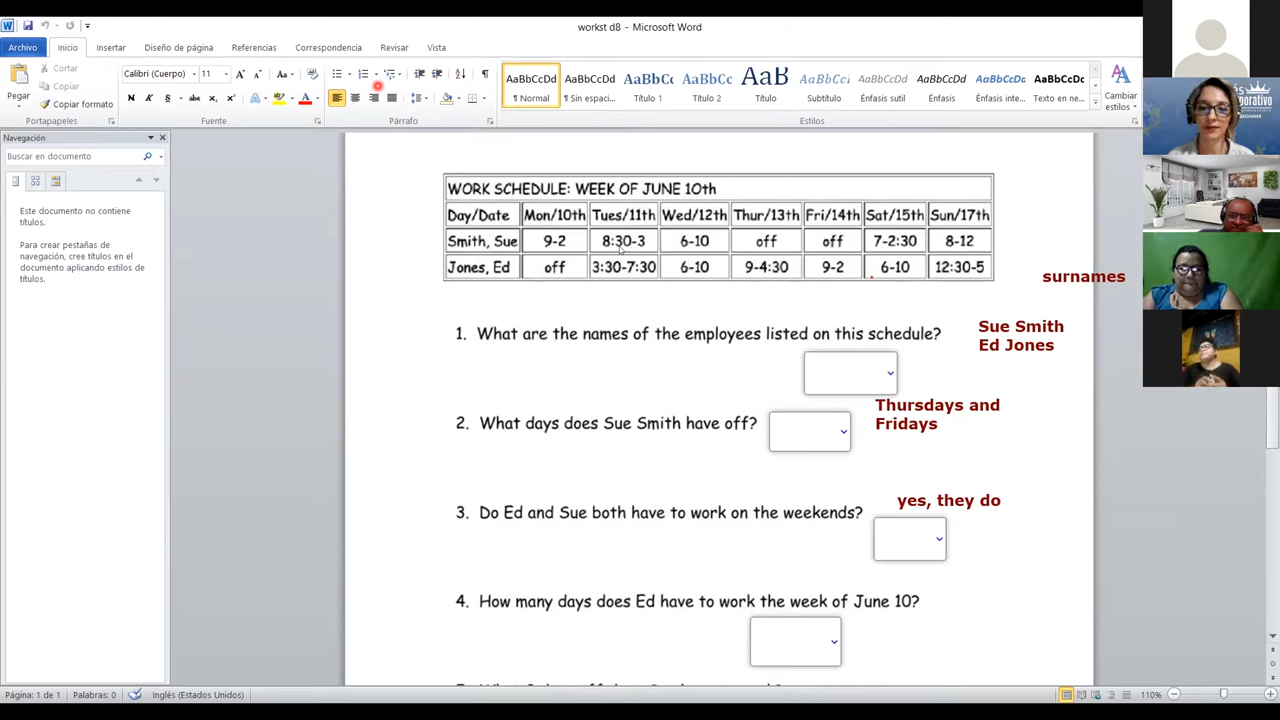 workst d8 - Microsoft Word
Archivo Inicio Insertar Diseño de página Referencias Correspondencia Revisar Vista
Pegar
Cortar
Copiar
Copiar formato
Portapapeles
Calibri (Cuerpo) 11
Fuente
Párrafo
AaBbCcDd AaBbCcDd AaBbCc AaBbCc AaB AaBbCc AaBbCcDd AaBbCcDd AaBbCcDd AaBbCcDd
¶ Normal ¶ Sin espaci... Título 1 Título 2 Título Subtítulo Énfasis sutil Énfasis Énfasis inte... Texto en ne...
Estilos
Cambiar
estilos
Navegación
Buscar en documento
Este documento no contiene
títulos.
Para crear pestañas de
navegación, cree títulos en el
documento aplicando estilos de
título.
WORK SCHEDULE: WEEK OF JUNE 10th
Day/Date Mon/10th Tues/11th Wed/12th Thur/13th Fri/14th Sat/15th Sun/17th
Smith, Sue 9-2 8:30-3 6-10 off off 7-2:30 8-12
Jones, Ed off 3:30-7:30 6-10 9-4:30 9-2 6-10 12:30-5
surnames
1. What are the names of the employees listed on this schedule?
Sue Smith
Ed Jones
2. What days does Sue Smith have off?
Thursdays and
Fridays
3. Do Ed and Sue both have to work on the weekends?
yes, they do
4. How many days does Ed have to work the week of June 10?
Página: 1 de 1 Palabras: 0 Inglés (Estados Unidos) 110%